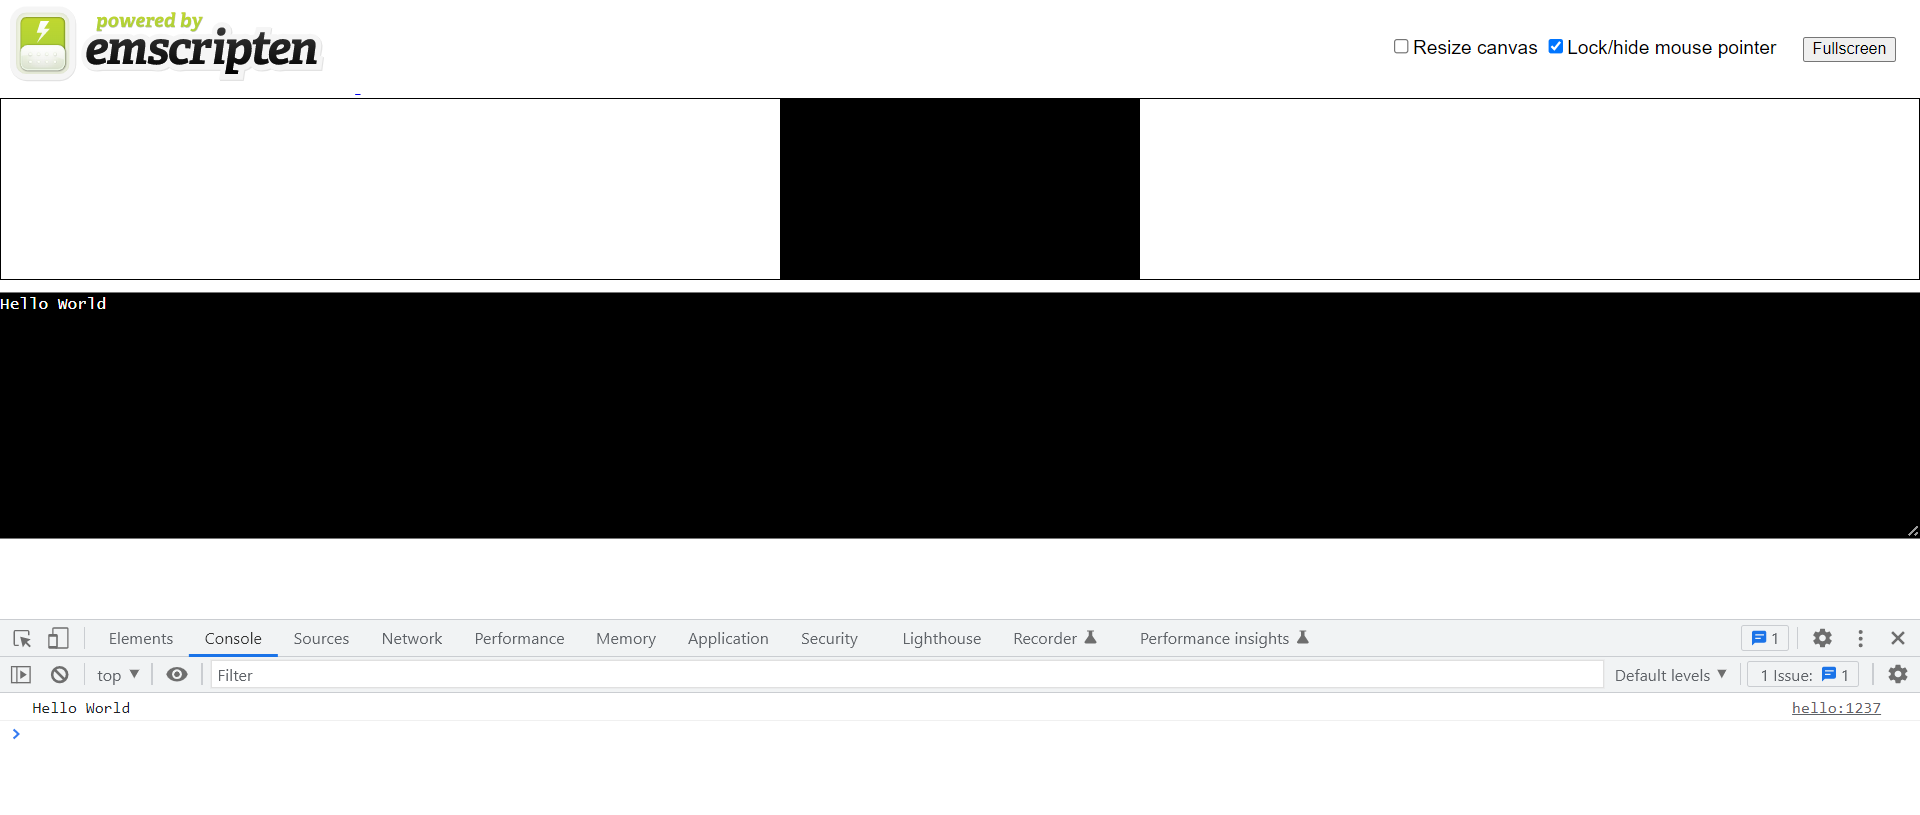 powered by
emscripten
Resize canvas Lock/hide mouse pointer Fullscreen
Hello World
Elements Console Sources Network Performance Memory Application Security Lighthouse Recorder Performance insights 1
top Filter Default levels 1 Issue: 1
Hello World hello:1237